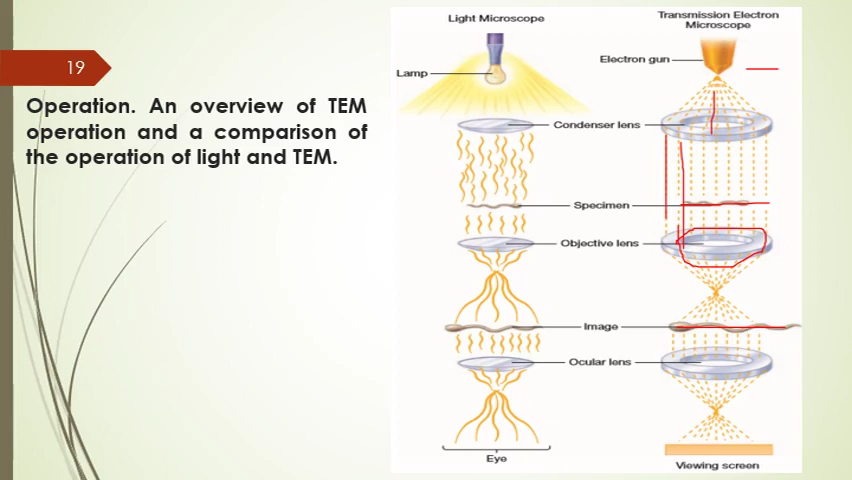 19
Operation. An overview of TEM
operation and a comparison of
the operation of light and TEM.
Light Microscope
Transmission Electron
Microscope
Lamp
Electron gun
Condenser lens
Specimen
Objective lens
Image
Ocular lens
Eye
Viewing screen